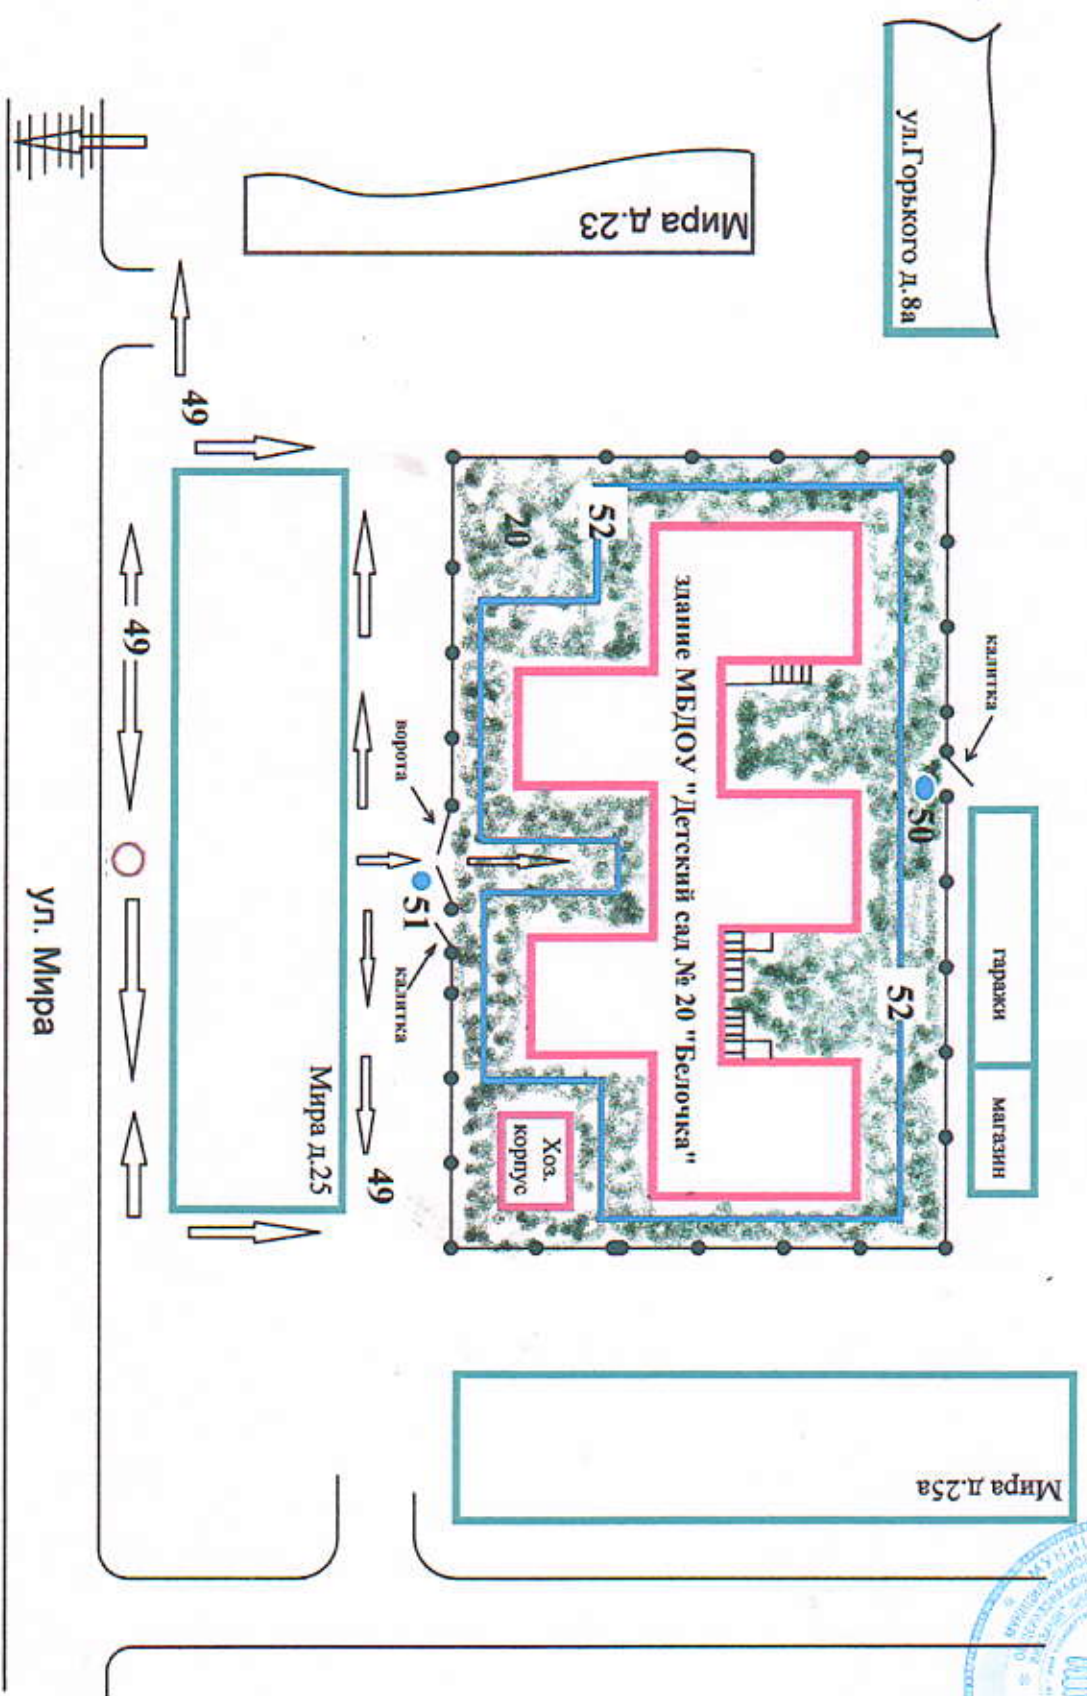 ул.Горького д.8а
Мира д.23
калитка
гаражи
магазин
50
52
52
20
здание МБДОУ "Детский сад № 20 "Белочка"
Хоз.
корпус
ворота
51
калитка
49
49
49
Мира д.25
Мира д.25а
ул. Мира